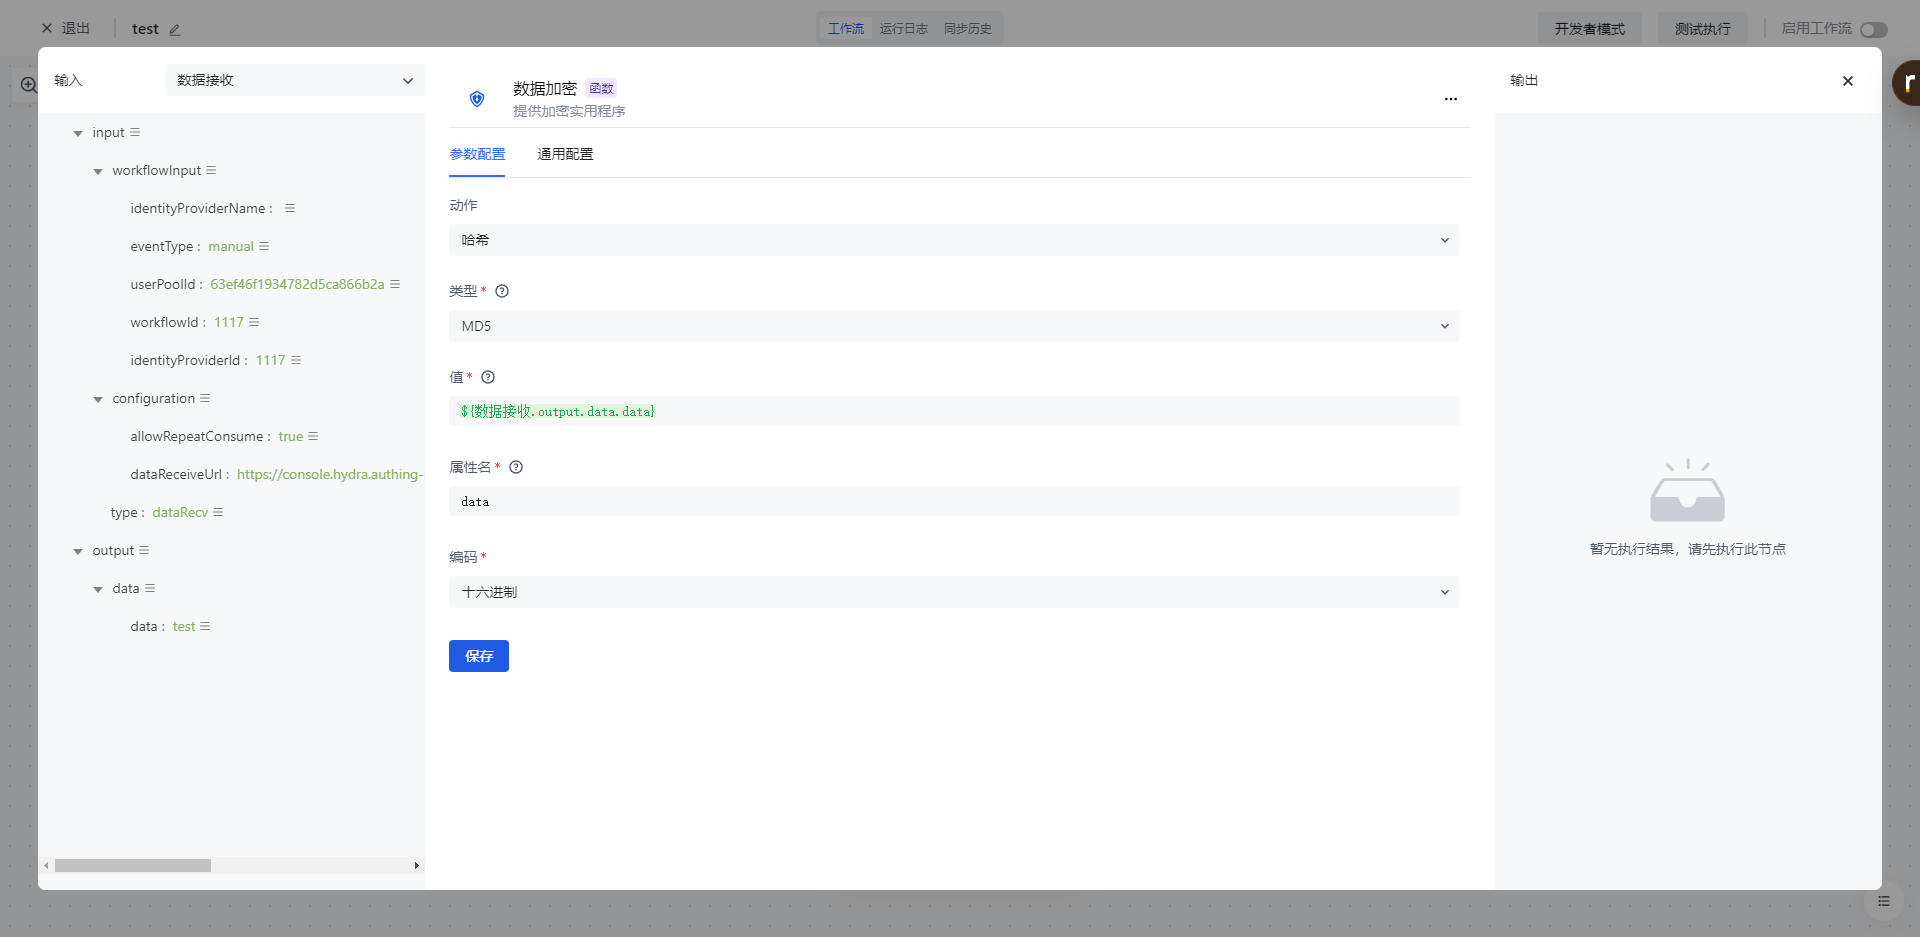 退出
test
工作流 运行日志 同步历史
开发者模式
测试执行
启用工作流
输入
数据接收
input
workflowInput
identityProviderName :
eventType : manual
userPoolId : 63ef46f1934782d5ca866b2a
workflowId : 1117
identityProviderId : 1117
configuration
allowRepeatConsume : true
dataReceiveUrl : https://console.hydra.authing-
type : dataRecv
output
data
data : test
数据加密 函数
提供加密实用程序
参数配置 通用配置
动作
哈希
类型 *
MD5
值 *
${数据接收.output.data.data}
属性名 *
data
编码 *
十六进制
保存
输出
暂无执行结果，请先执行此节点
r